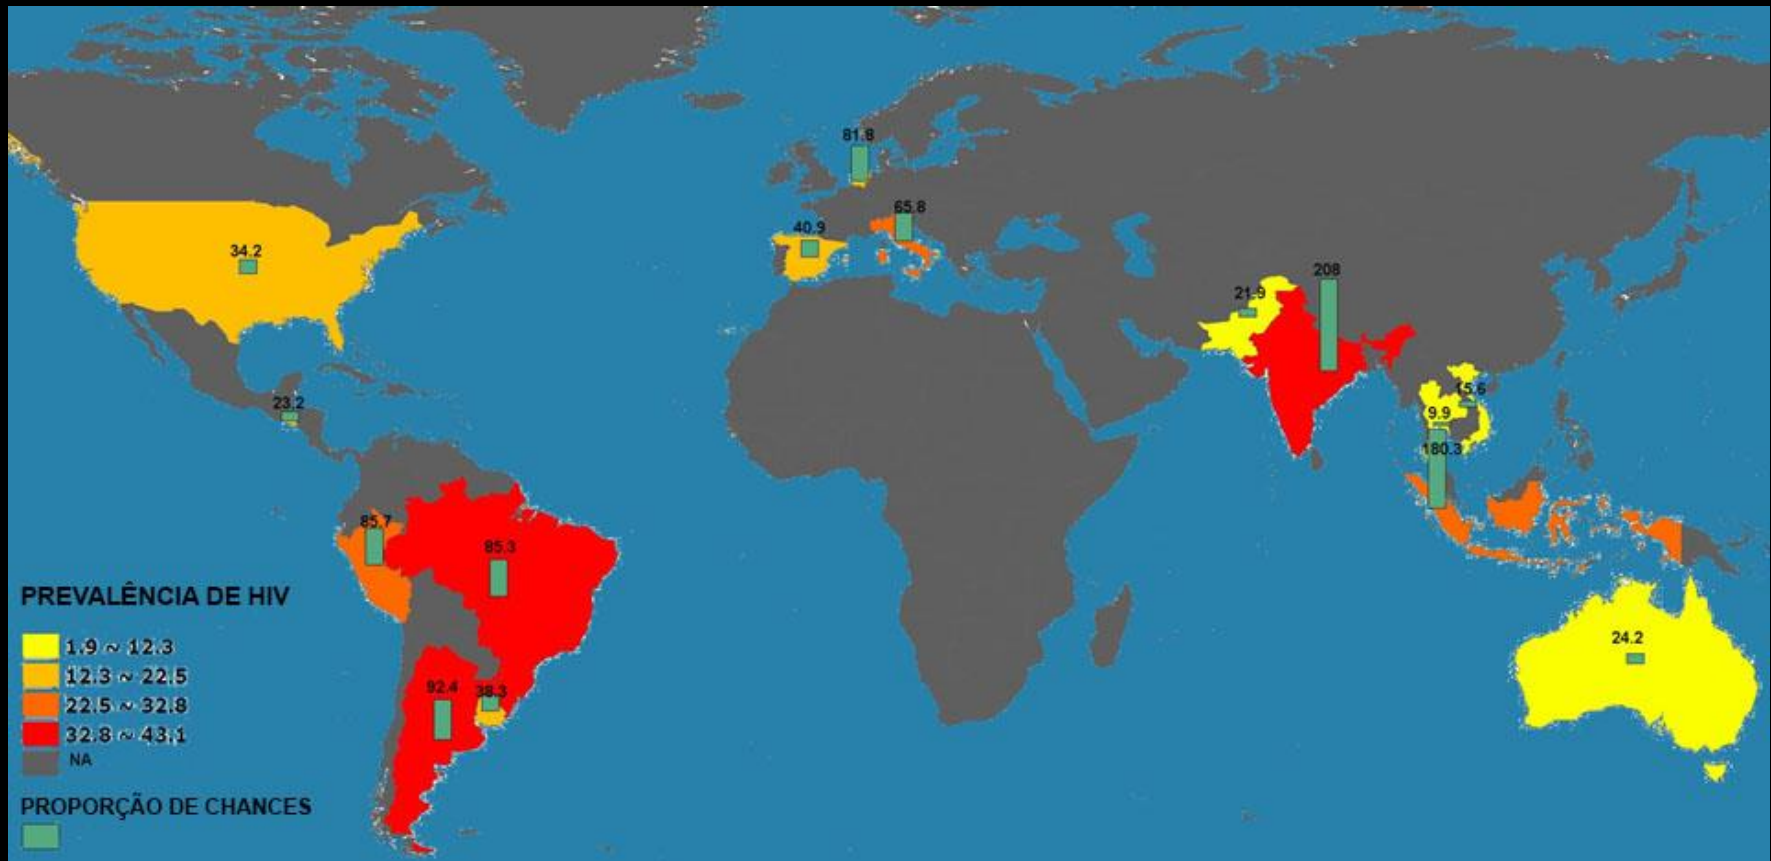 81.8
65.8
40.9
34.2
208
21.9
15.6
23.2
9.9
180.3
85.7
85.3
24.2
92.4
38.3
PREVALÊNCIA DE HIV
1.9 ~ 12.3
12.3 ~ 22.5
22.5 ~ 32.8
32.8 ~ 43.1
NA
PROPORÇÃO DE CHANCES